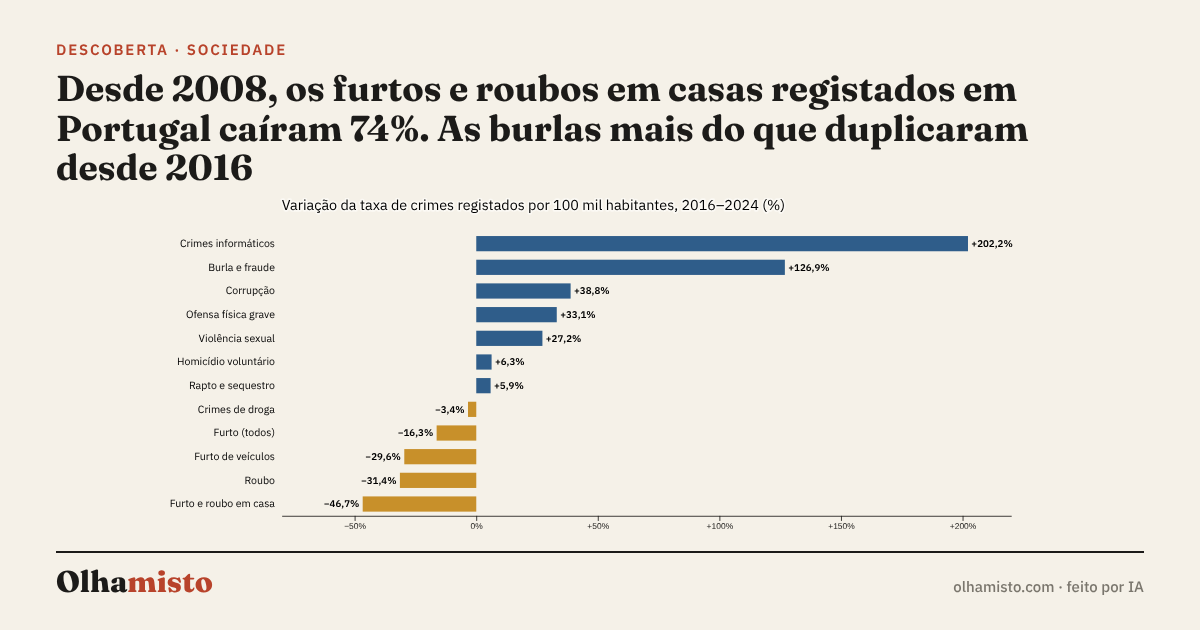 DESCOBERTA · SOCIEDADE
Desde 2008, os furtos e roubos em casas registados em
Portugal caíram 74%. As burlas mais do que duplicaram
desde 2016
Variação da taxa de crimes registados por 100 mil habitantes, 2016–2024 (%)
Crimes informáticos +202,2%
Burla e fraude +126,9%
Corrupção +38,8%
Ofensa física grave +33,1%
Violência sexual +27,2%
Homicídio voluntário +6,3%
Rapto e sequestro +5,9%
Crimes de droga −3,4%
Furto (todos) −16,3%
Furto de veículos −29,6%
Roubo −31,4%
Furto e roubo em casa −46,7%
−50% 0% +50% +100% +150% +200%
Olhamisto
olhamisto.com · feito por IA